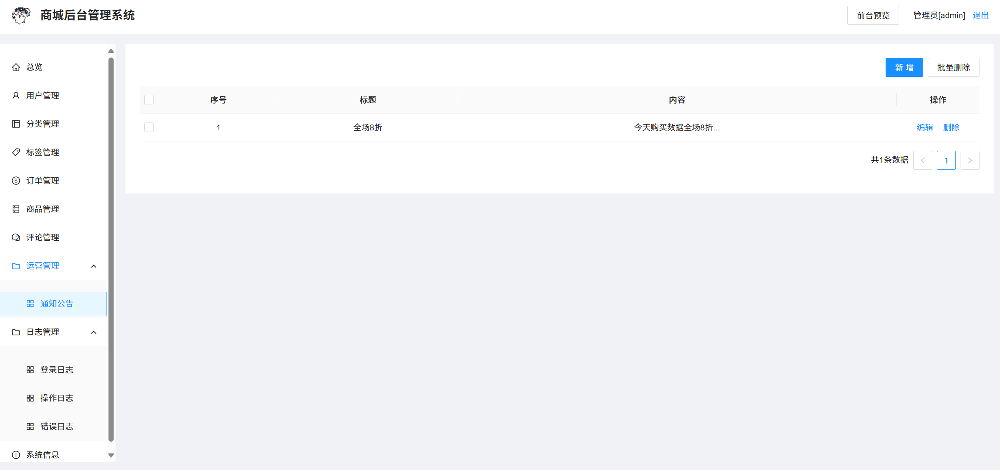 商城后台管理系统
前台预览 管理员[admin] 退出
总览
用户管理
分类管理
标签管理
订单管理
商品管理
评论管理
运营管理
通知公告
日志管理
登录日志
操作日志
错误日志
系统信息
新 增 批量删除
序号 标题 内容 操作
1 全场8折 今天购买数据全场8折... 编辑 删除
共1条数据 < 1 >